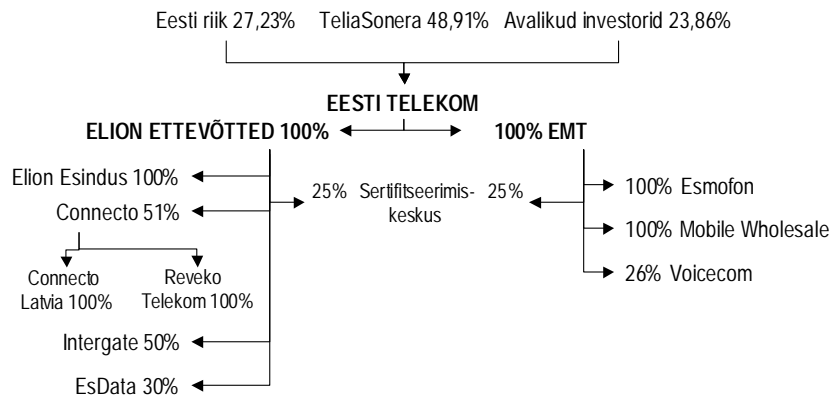 Eesti riik 27,23% TeliaSonera 48,91% Avalikud investorid 23,86%
EESTI TELEKOM
ELION ETTEVÕTTED 100% 100% EMT
Elion Esindus 100%
Connecto 51%
Connecto
Latvia 100%
Reveko
Telekom 100%
Intergate 50%
EsData 30%
25% Sertifitseerimis- 25%
keskus
100% Esmofon
100% Mobile Wholesale
26% Voicecom